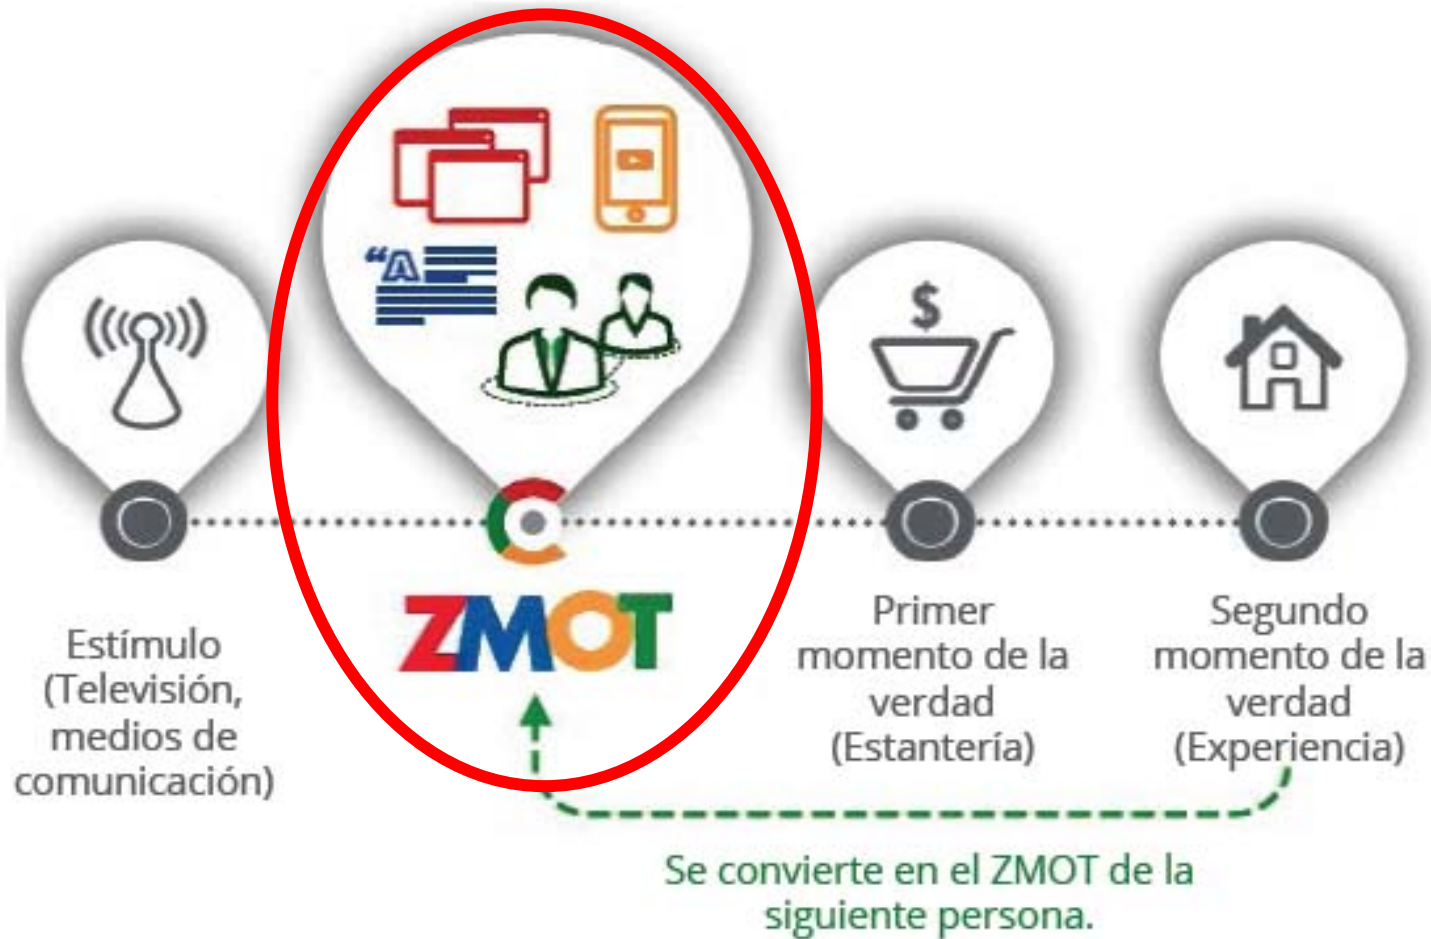 “A
$
ZMOT
Estímulo
(Televisión,
medios de
comunicación)
Primer
momento de la
verdad
(Estantería)
Segundo
momento de la
verdad
(Experiencia)
Se convierte en el ZMOT de la
siguiente persona.